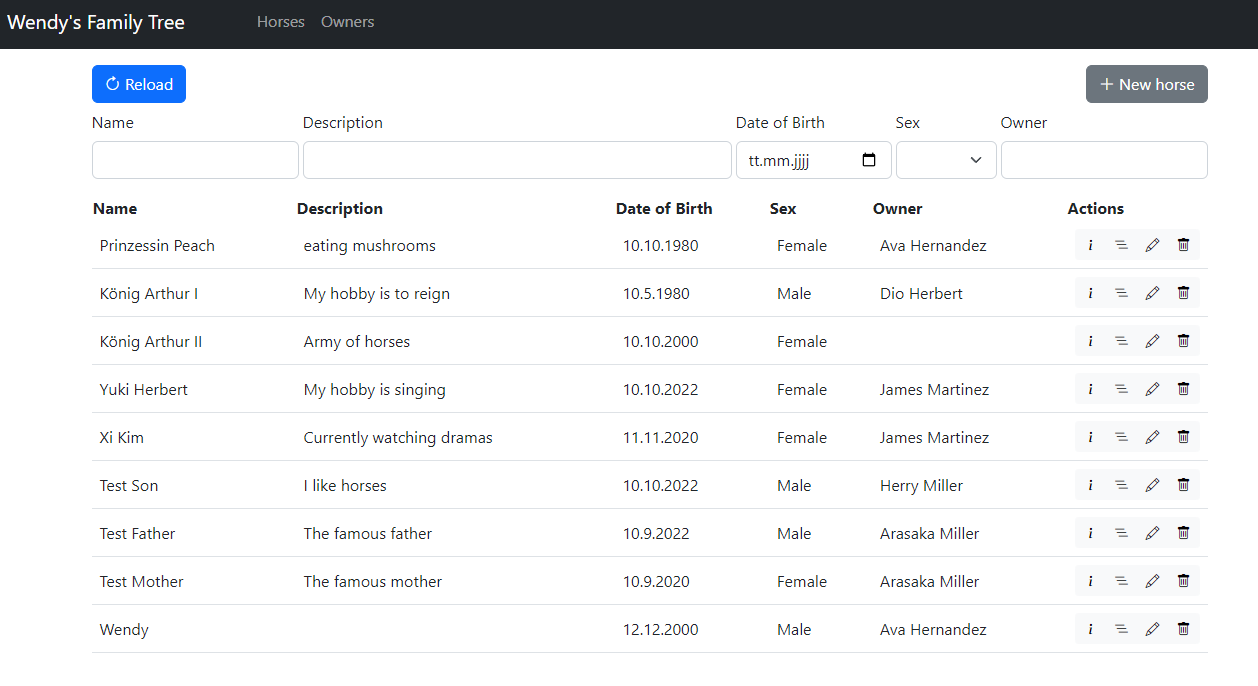 Wendy's Family Tree Horses Owners
Reload + New horse
Name Description Date of Birth Sex Owner
tt.mm.jjjj
Name Description Date of Birth Sex Owner Actions
Prinzessin Peach eating mushrooms 10.10.1980 Female Ava Hernandez i
König Arthur I My hobby is to reign 10.5.1980 Male Dio Herbert i
König Arthur II Army of horses 10.10.2000 Female i
Yuki Herbert My hobby is singing 10.10.2022 Female James Martinez i
Xi Kim Currently watching dramas 11.11.2020 Female James Martinez i
Test Son I like horses 10.10.2022 Male Herry Miller i
Test Father The famous father 10.9.2022 Male Arasaka Miller i
Test Mother The famous mother 10.9.2020 Female Arasaka Miller i
Wendy 12.12.2000 Male Ava Hernandez i